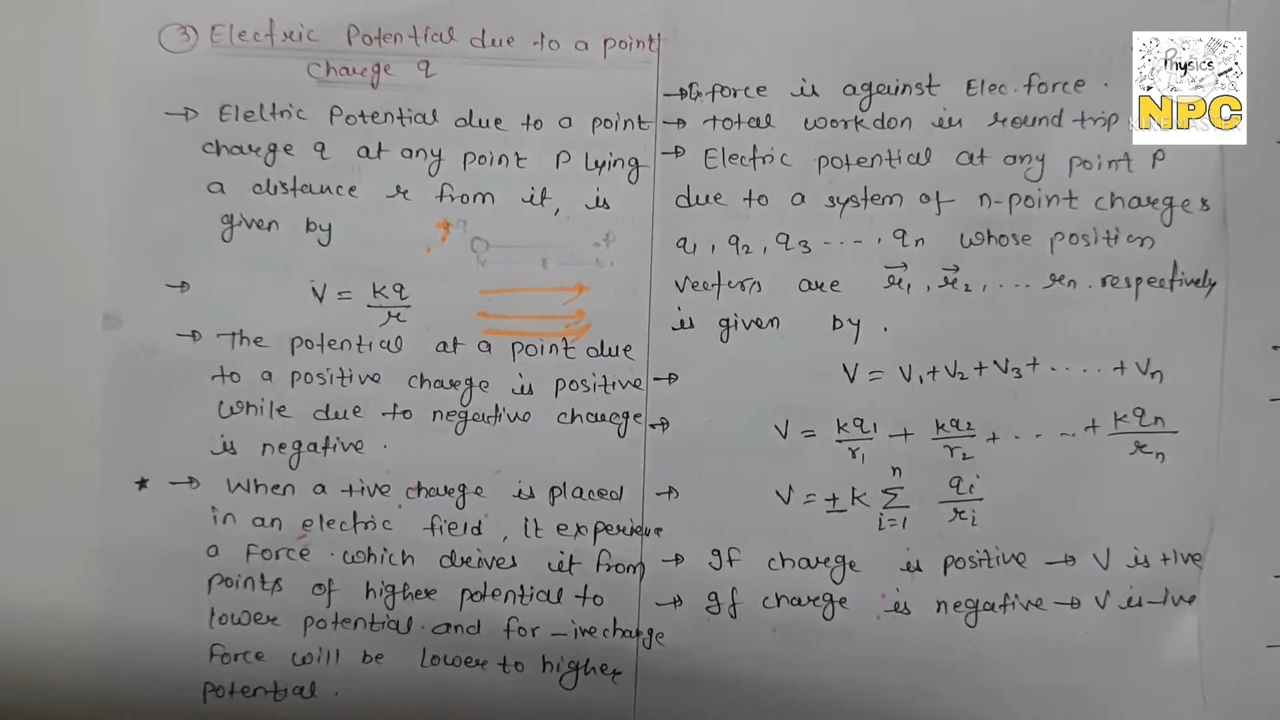 ③ Electric Potential due to a point
charge q
→ Eleltric Potential due to a point
charge q at any point P lying
a distance r from it, is
given by
→ V = kq/r
→ The potential at a point due
to a positive charge is positive
while due to negative charge
is negative.
* → When a +ive charge is placed
in an electric field, it experience
a Force which drives it from
points of higher potential to
lower potential and for -ive charge
Force will be lower to higher
potential.
→ G.force is against Elec. force.
→ total workdon in round trip
→ Electric potential at any point P
due to a system of n-point charges
q₁, q₂, q₃ ....., qₙ whose position
vectors are r⃗₁, r⃗₂, ... rₙ. respectively
is given by.
→ V = V₁+V₂+V₃+.....+Vₙ
→ V = kq₁/r₁ + kq₂/r₂ + ..... + kqₙ/rₙ
→ V = ± k Σ(i=1 to n) qᵢ/rᵢ
→ If charge is positive → V is +ive
→ If charge is negative → V is -ive
Physics
NPC